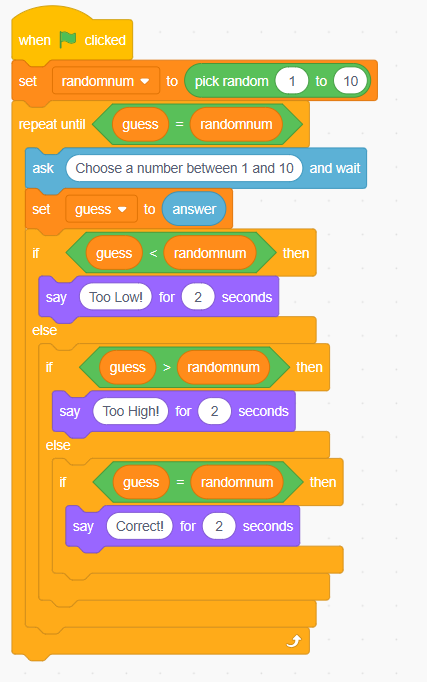 when clicked
set randomnum to pick random 1 to 10
repeat until guess = randomnum
ask Choose a number between 1 and 10 and wait
set guess to answer
if guess < randomnum then
say Too Low! for 2 seconds
else
if guess > randomnum then
say Too High! for 2 seconds
else
if guess = randomnum then
say Correct! for 2 seconds